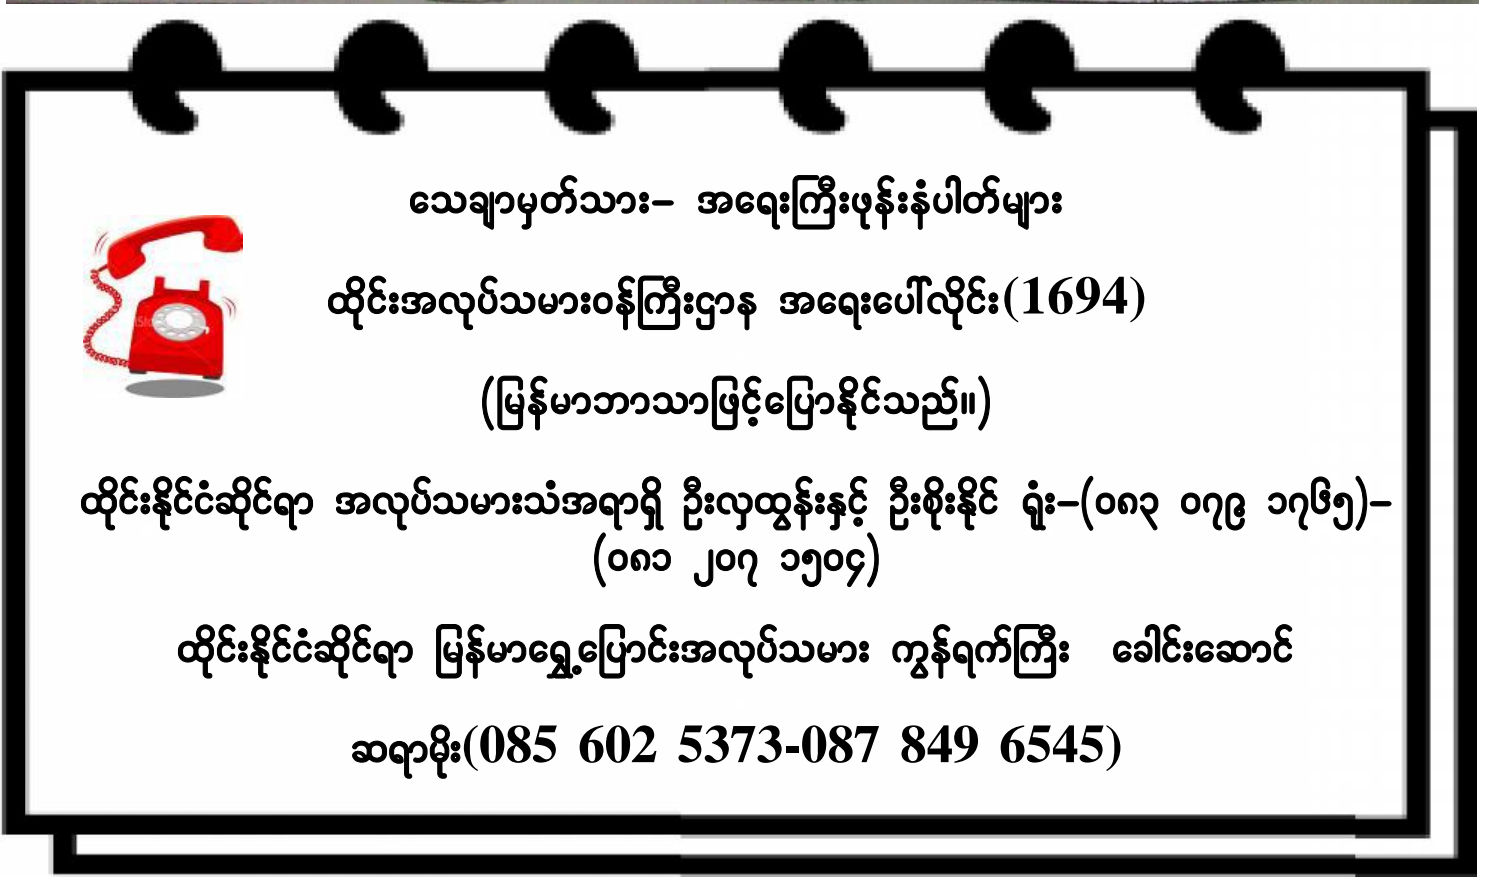 သေချာမှတ်သား– အရေးကြီးဖုန်းနံပါတ်များ
ထိုင်းအလုပ်သမားဝန်ကြီးဌာန အရေးပေါ်လိုင်း(1694)
(မြန်မာဘာသာဖြင့်ပြောနိုင်သည်။)
ထိုင်းနိုင်ငံဆိုင်ရာ အလုပ်သမားသံအရာရှိ ဦးလှထွန်းနှင့် ဦးစိုးနိုင် ရုံး–(၀၈၃ ၀၇၉ ၁၇၆၅)–
(၀၈၁ ၂၀၇ ၁၅၀၄)
ထိုင်းနိုင်ငံဆိုင်ရာ မြန်မာရွှေ့ပြောင်းအလုပ်သမား ကွန်ရက်ကြီး ခေါင်းဆောင်
ဆရာမိုး(085 602 5373-087 849 6545)